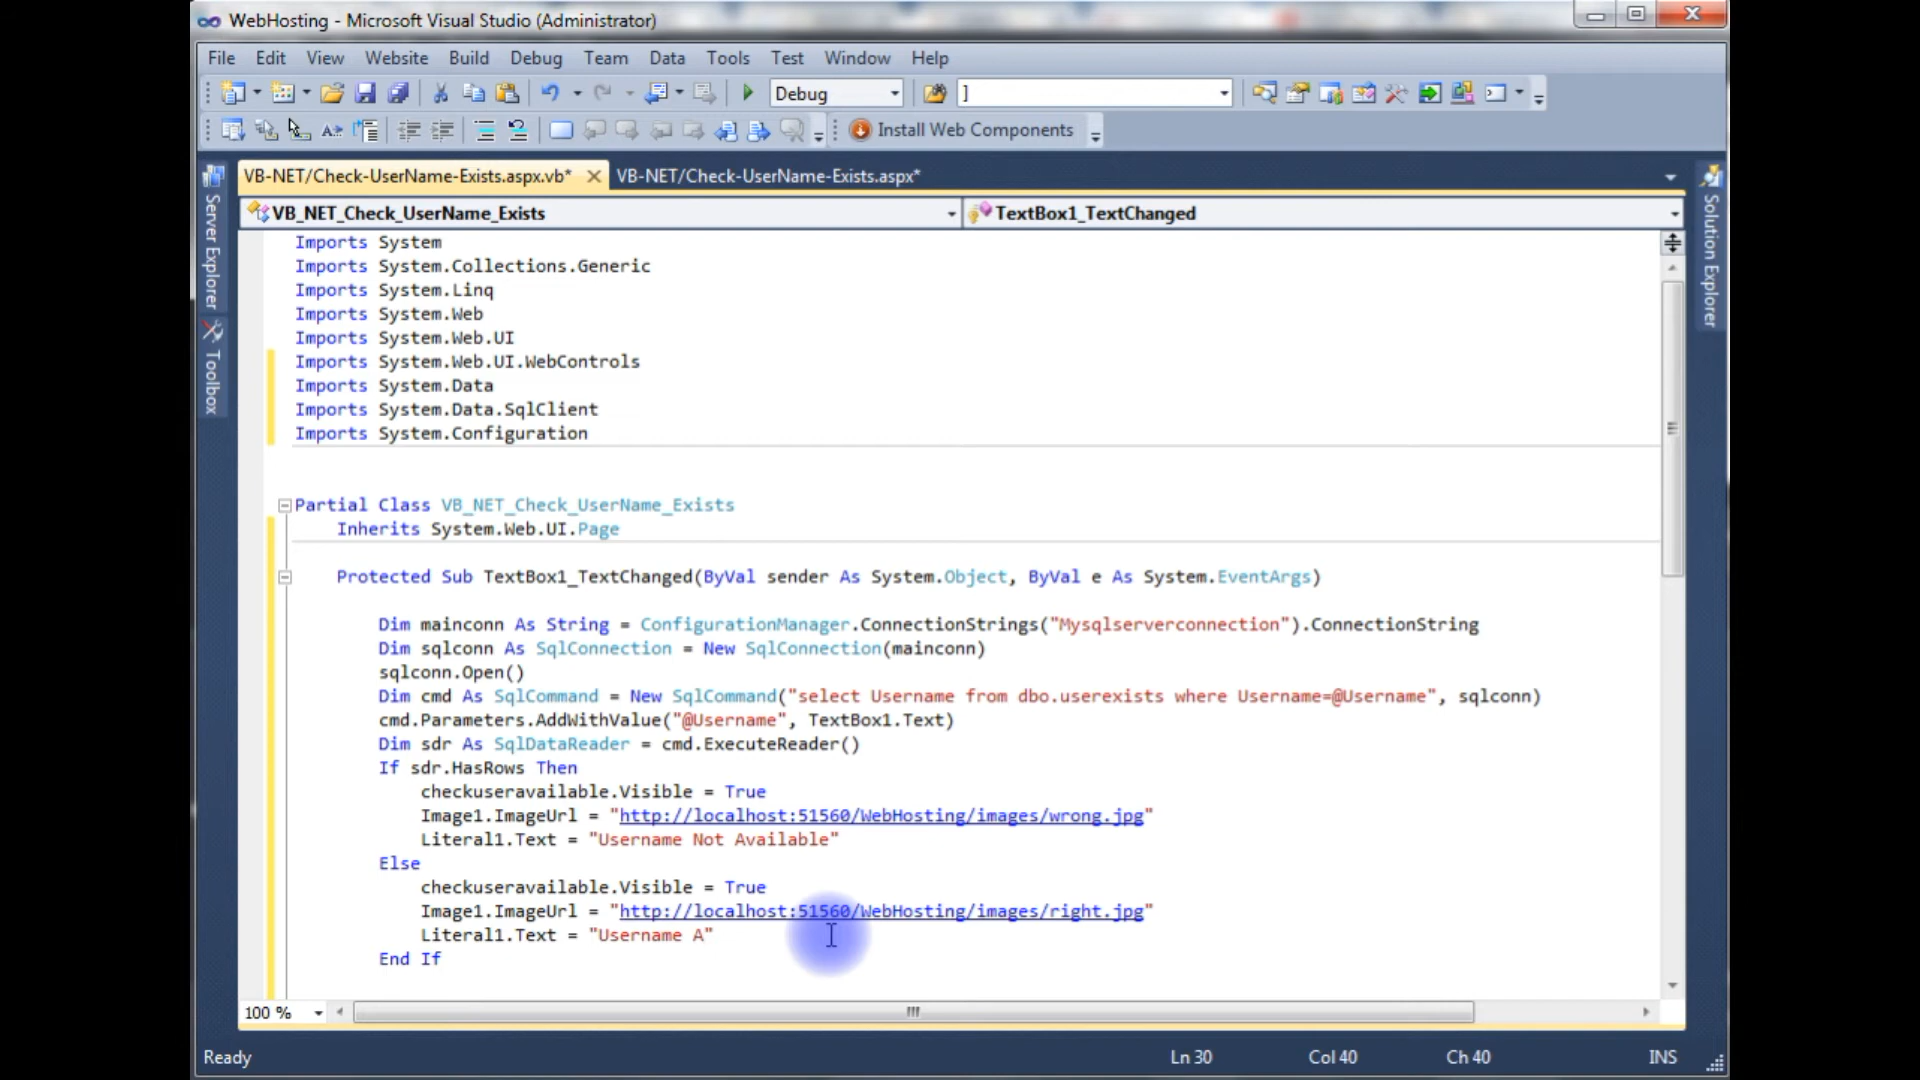 WebHosting - Microsoft Visual Studio (Administrator)
File Edit View Website Build Debug Team Data Tools Test Window Help
Debug ]
Install Web Components
VB-NET/Check-UserName-Exists.aspx.vb* VB-NET/Check-UserName-Exists.aspx*
VB_NET_Check_UserName_Exists TextBox1_TextChanged
Server Explorer
Toolbox
Solution Explorer
Imports System
Imports System.Collections.Generic
Imports System.Linq
Imports System.Web
Imports System.Web.UI
Imports System.Web.UI.WebControls
Imports System.Data
Imports System.Data.SqlClient
Imports System.Configuration
Partial Class VB_NET_Check_UserName_Exists
Inherits System.Web.UI.Page
Protected Sub TextBox1_TextChanged(ByVal sender As System.Object, ByVal e As System.EventArgs)
Dim mainconn As String = ConfigurationManager.ConnectionStrings("Mysqlserverconnection").ConnectionString
Dim sqlconn As SqlConnection = New SqlConnection(mainconn)
sqlconn.Open()
Dim cmd As SqlCommand = New SqlCommand("select Username from dbo.userexists where Username=@Username", sqlconn)
cmd.Parameters.AddWithValue("@Username", TextBox1.Text)
Dim sdr As SqlDataReader = cmd.ExecuteReader()
If sdr.HasRows Then
checkuseravailable.Visible = True
Image1.ImageUrl = "http://localhost:51560/WebHosting/images/wrong.jpg"
Literal1.Text = "Username Not Available"
Else
checkuseravailable.Visible = True
Image1.ImageUrl = "http://localhost:51560/WebHosting/images/right.jpg"
Literal1.Text = "Username A"
End If
100 %
Ready Ln 30 Col 40 Ch 40 INS